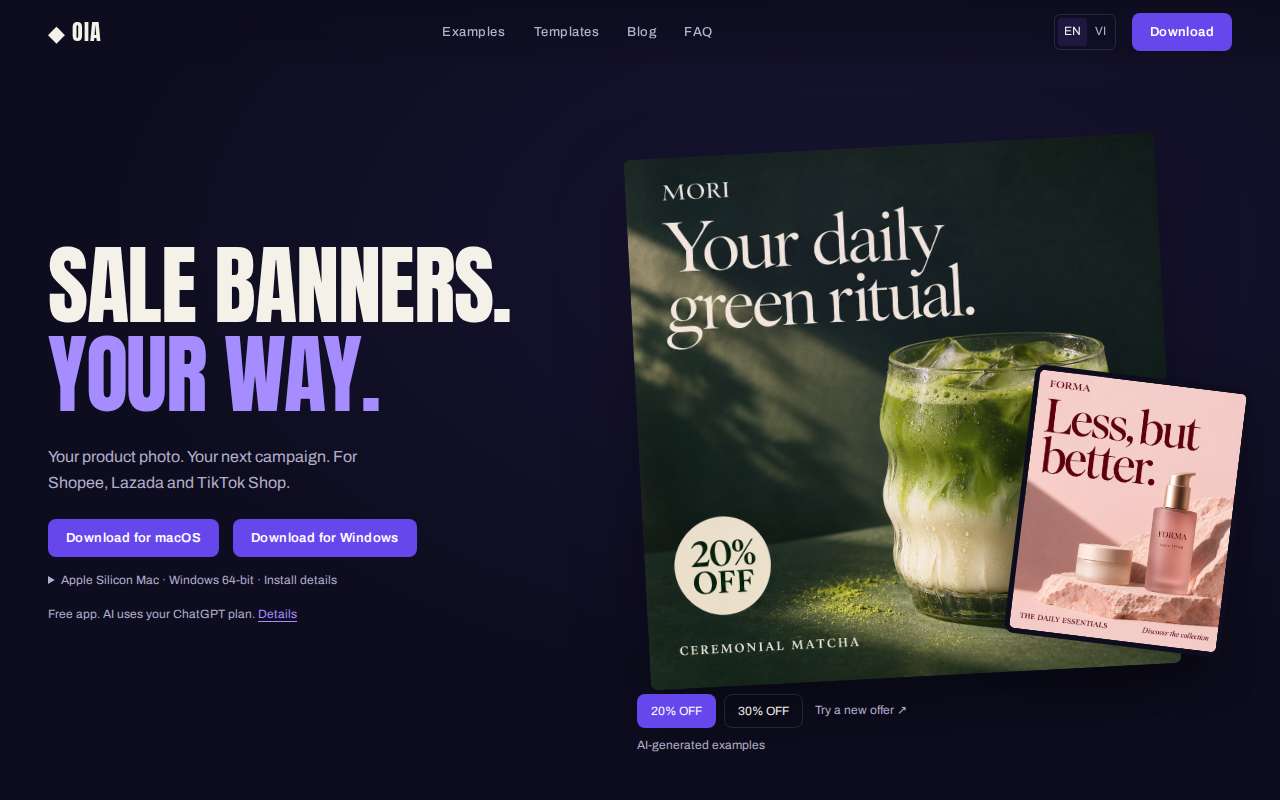 ◆ OIA
Examples
Templates
Blog
FAQ
EN
VI
Download
SALE BANNERS.
YOUR WAY.
Your product photo. Your next campaign. For
Shopee, Lazada and TikTok Shop.
Download for macOS
Download for Windows
Apple Silicon Mac · Windows 64-bit · Install details
Free app. AI uses your ChatGPT plan. Details
MORI
Your daily
green ritual.
20%
OFF
CEREMONIAL MATCHA
FORMA
Less, but
better.
FORMA
THE DAILY ESSENTIALS
Discover the collection
20% OFF
30% OFF
Try a new offer ↗
AI-generated examples